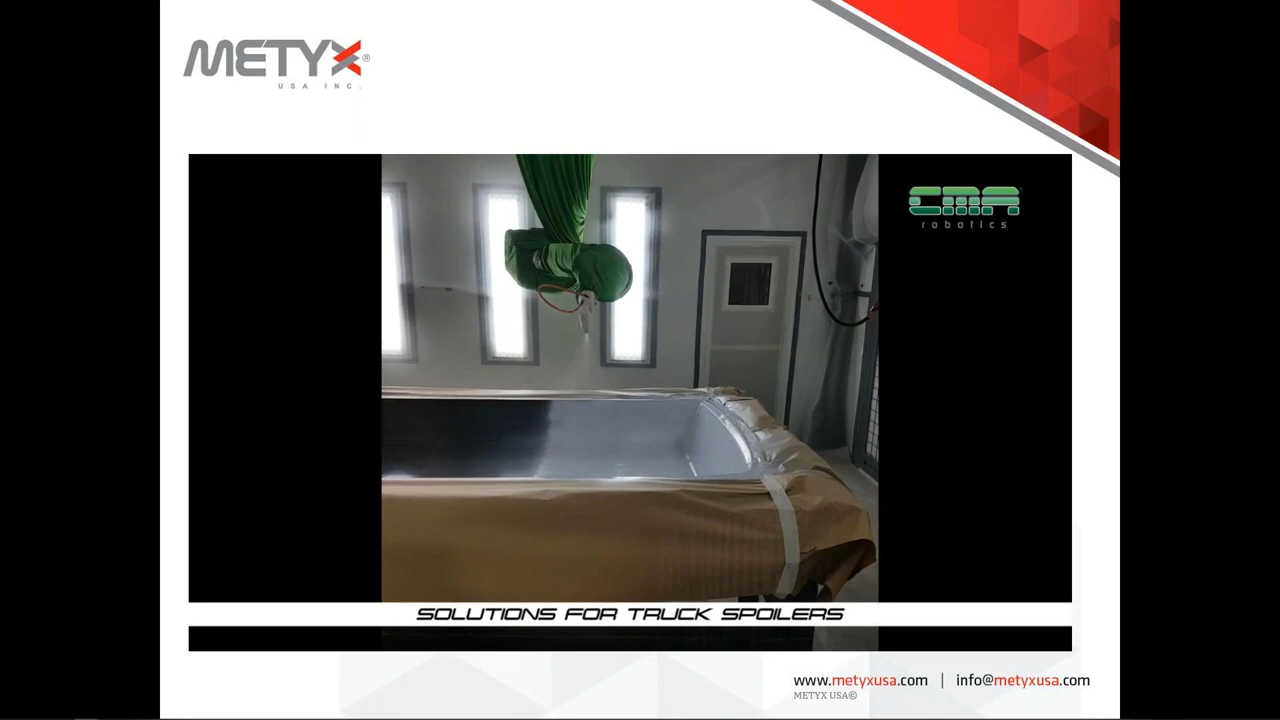 METYX®
USA INC.
CMA
robotics
SOLUTIONS FOR TRUCK SPOILERS
www.metyxusa.com | info@metyxusa.com
METYX USA©